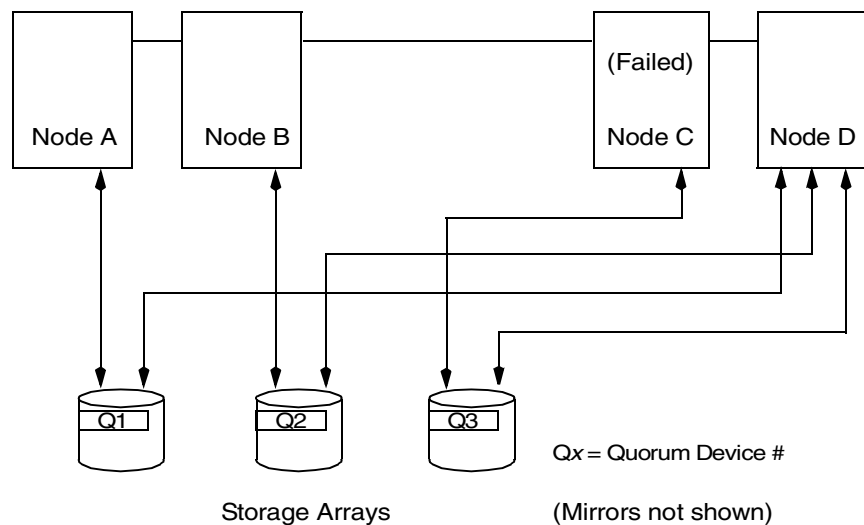 (Failed)
Node A
Node B
Node C
Node D
Q1
Q2
Q3
Qx = Quorum Device #
Storage Arrays
(Mirrors not shown)